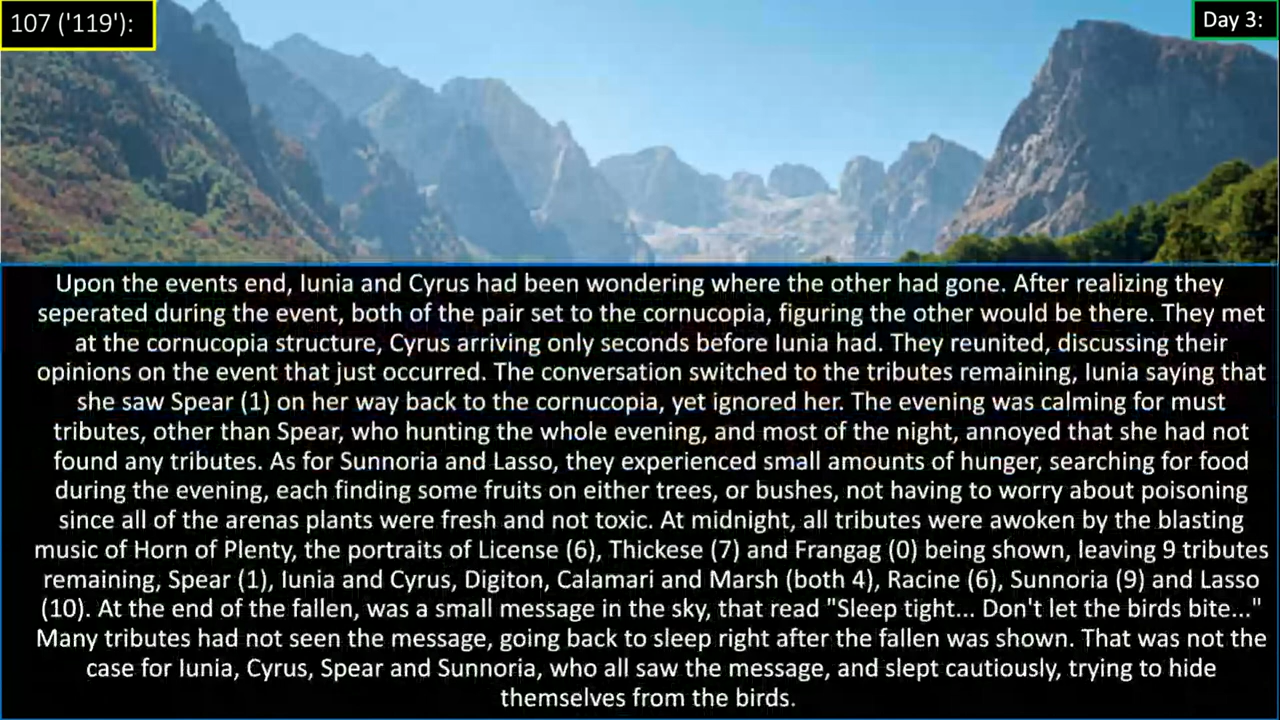 107 ('119'):
Day 3:
Upon the events end, Iunia and Cyrus had been wondering where the other had gone. After realizing they
seperated during the event, both of the pair set to the cornucopia, figuring the other would be there. They met
at the cornucopia structure, Cyrus arriving only seconds before Iunia had. They reunited, discussing their
opinions on the event that just occurred. The conversation switched to the tributes remaining, Iunia saying that
she saw Spear (1) on her way back to the cornucopia, yet ignored her. The evening was calming for must
tributes, other than Spear, who hunting the whole evening, and most of the night, annoyed that she had not
found any tributes. As for Sunnoria and Lasso, they experienced small amounts of hunger, searching for food
during the evening, each finding some fruits on either trees, or bushes, not having to worry about poisoning
since all of the arenas plants were fresh and not toxic. At midnight, all tributes were awoken by the blasting
music of Horn of Plenty, the portraits of License (6), Thickese (7) and Frangag (0) being shown, leaving 9 tributes
remaining, Spear (1), Iunia and Cyrus, Digiton, Calamari and Marsh (both 4), Racine (6), Sunnoria (9) and Lasso
(10). At the end of the fallen, was a small message in the sky, that read "Sleep tight... Don't let the birds bite..."
Many tributes had not seen the message, going back to sleep right after the fallen was shown. That was not the
case for Iunia, Cyrus, Spear and Sunnoria, who all saw the message, and slept cautiously, trying to hide
themselves from the birds.